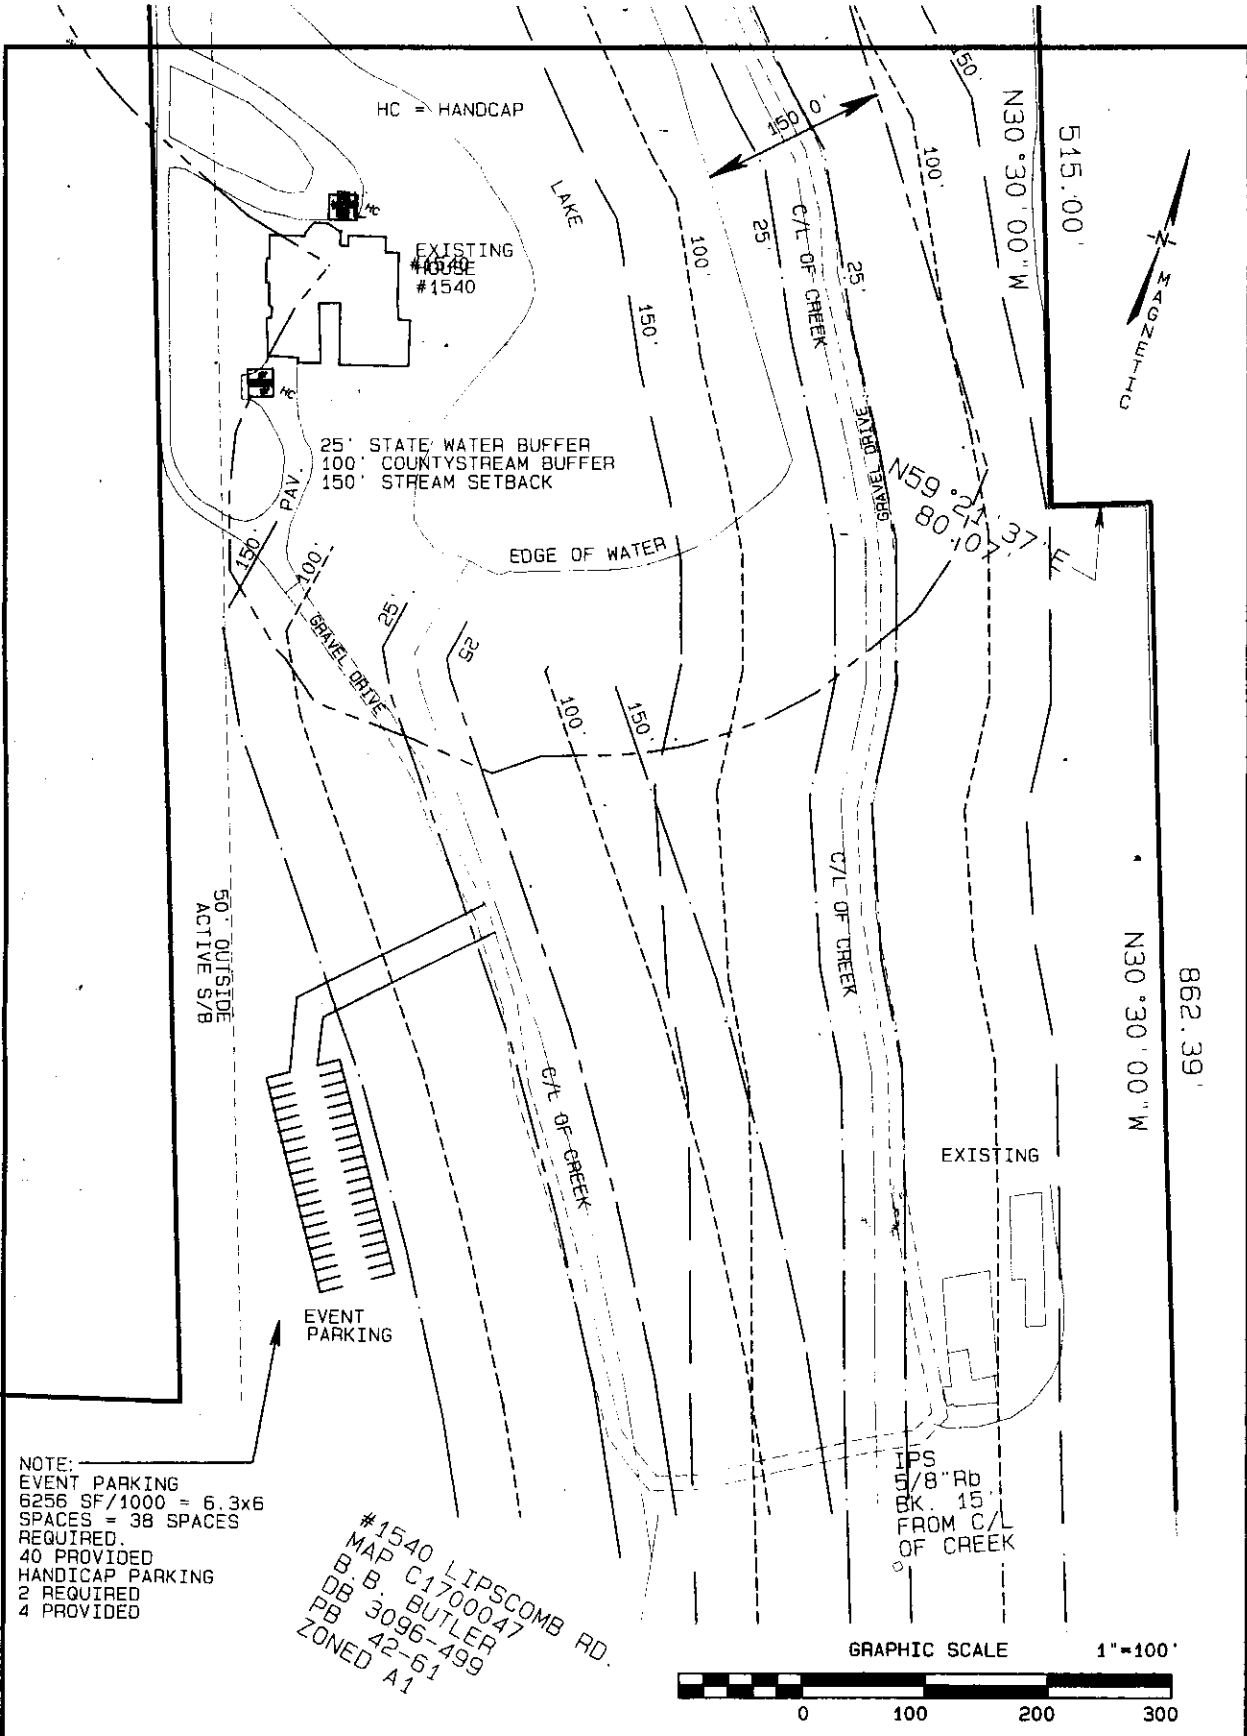 HC = HANDCAP
150'
150.0'
N30°30'00"W
515.00'
100'
HC
LAKE
25'
C/L OF CREEK
EXISTING
HOUSE
#1540
#1540
100'
25'
150'
N MAGNETIC
HC
25' STATE WATER BUFFER
100' COUNTYSTREAM BUFFER
150' STREAM SETBACK
PAV.
GRAVEL DRIVE
N59°21'37"E
80.07'
EDGE OF WATER
150'
100'
25'
25'
GRAVEL DRIVE
100'
150'
C/L OF CREEK
50' OUTSIDE
ACTIVE S/B
N30°30'00"W
862.39'
C/L OF CREEK
EXISTING
EVENT
PARKING
NOTE:
EVENT PARKING
6256 SF/1000 = 6.3x6
SPACES = 38 SPACES
REQUIRED.
40 PROVIDED
HANDICAP PARKING
2 REQUIRED
4 PROVIDED
#1540 LIPSCOMB RD.
MAP C1700047
B.B. BUTLER
DB 3096-499
PB 42-61
ZONED A1
IPS
5/8"Rb
BK. 15'
FROM C/L
OF CREEK
GRAPHIC SCALE 1"=100'
0 100 200 300